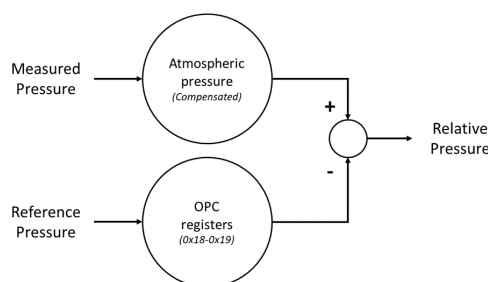 Measured
Pressure
Atmospheric
pressure
(Compensated)
+
Relative
Pressure
-
Reference
Pressure
OPC
registers
(0x18-0x19)